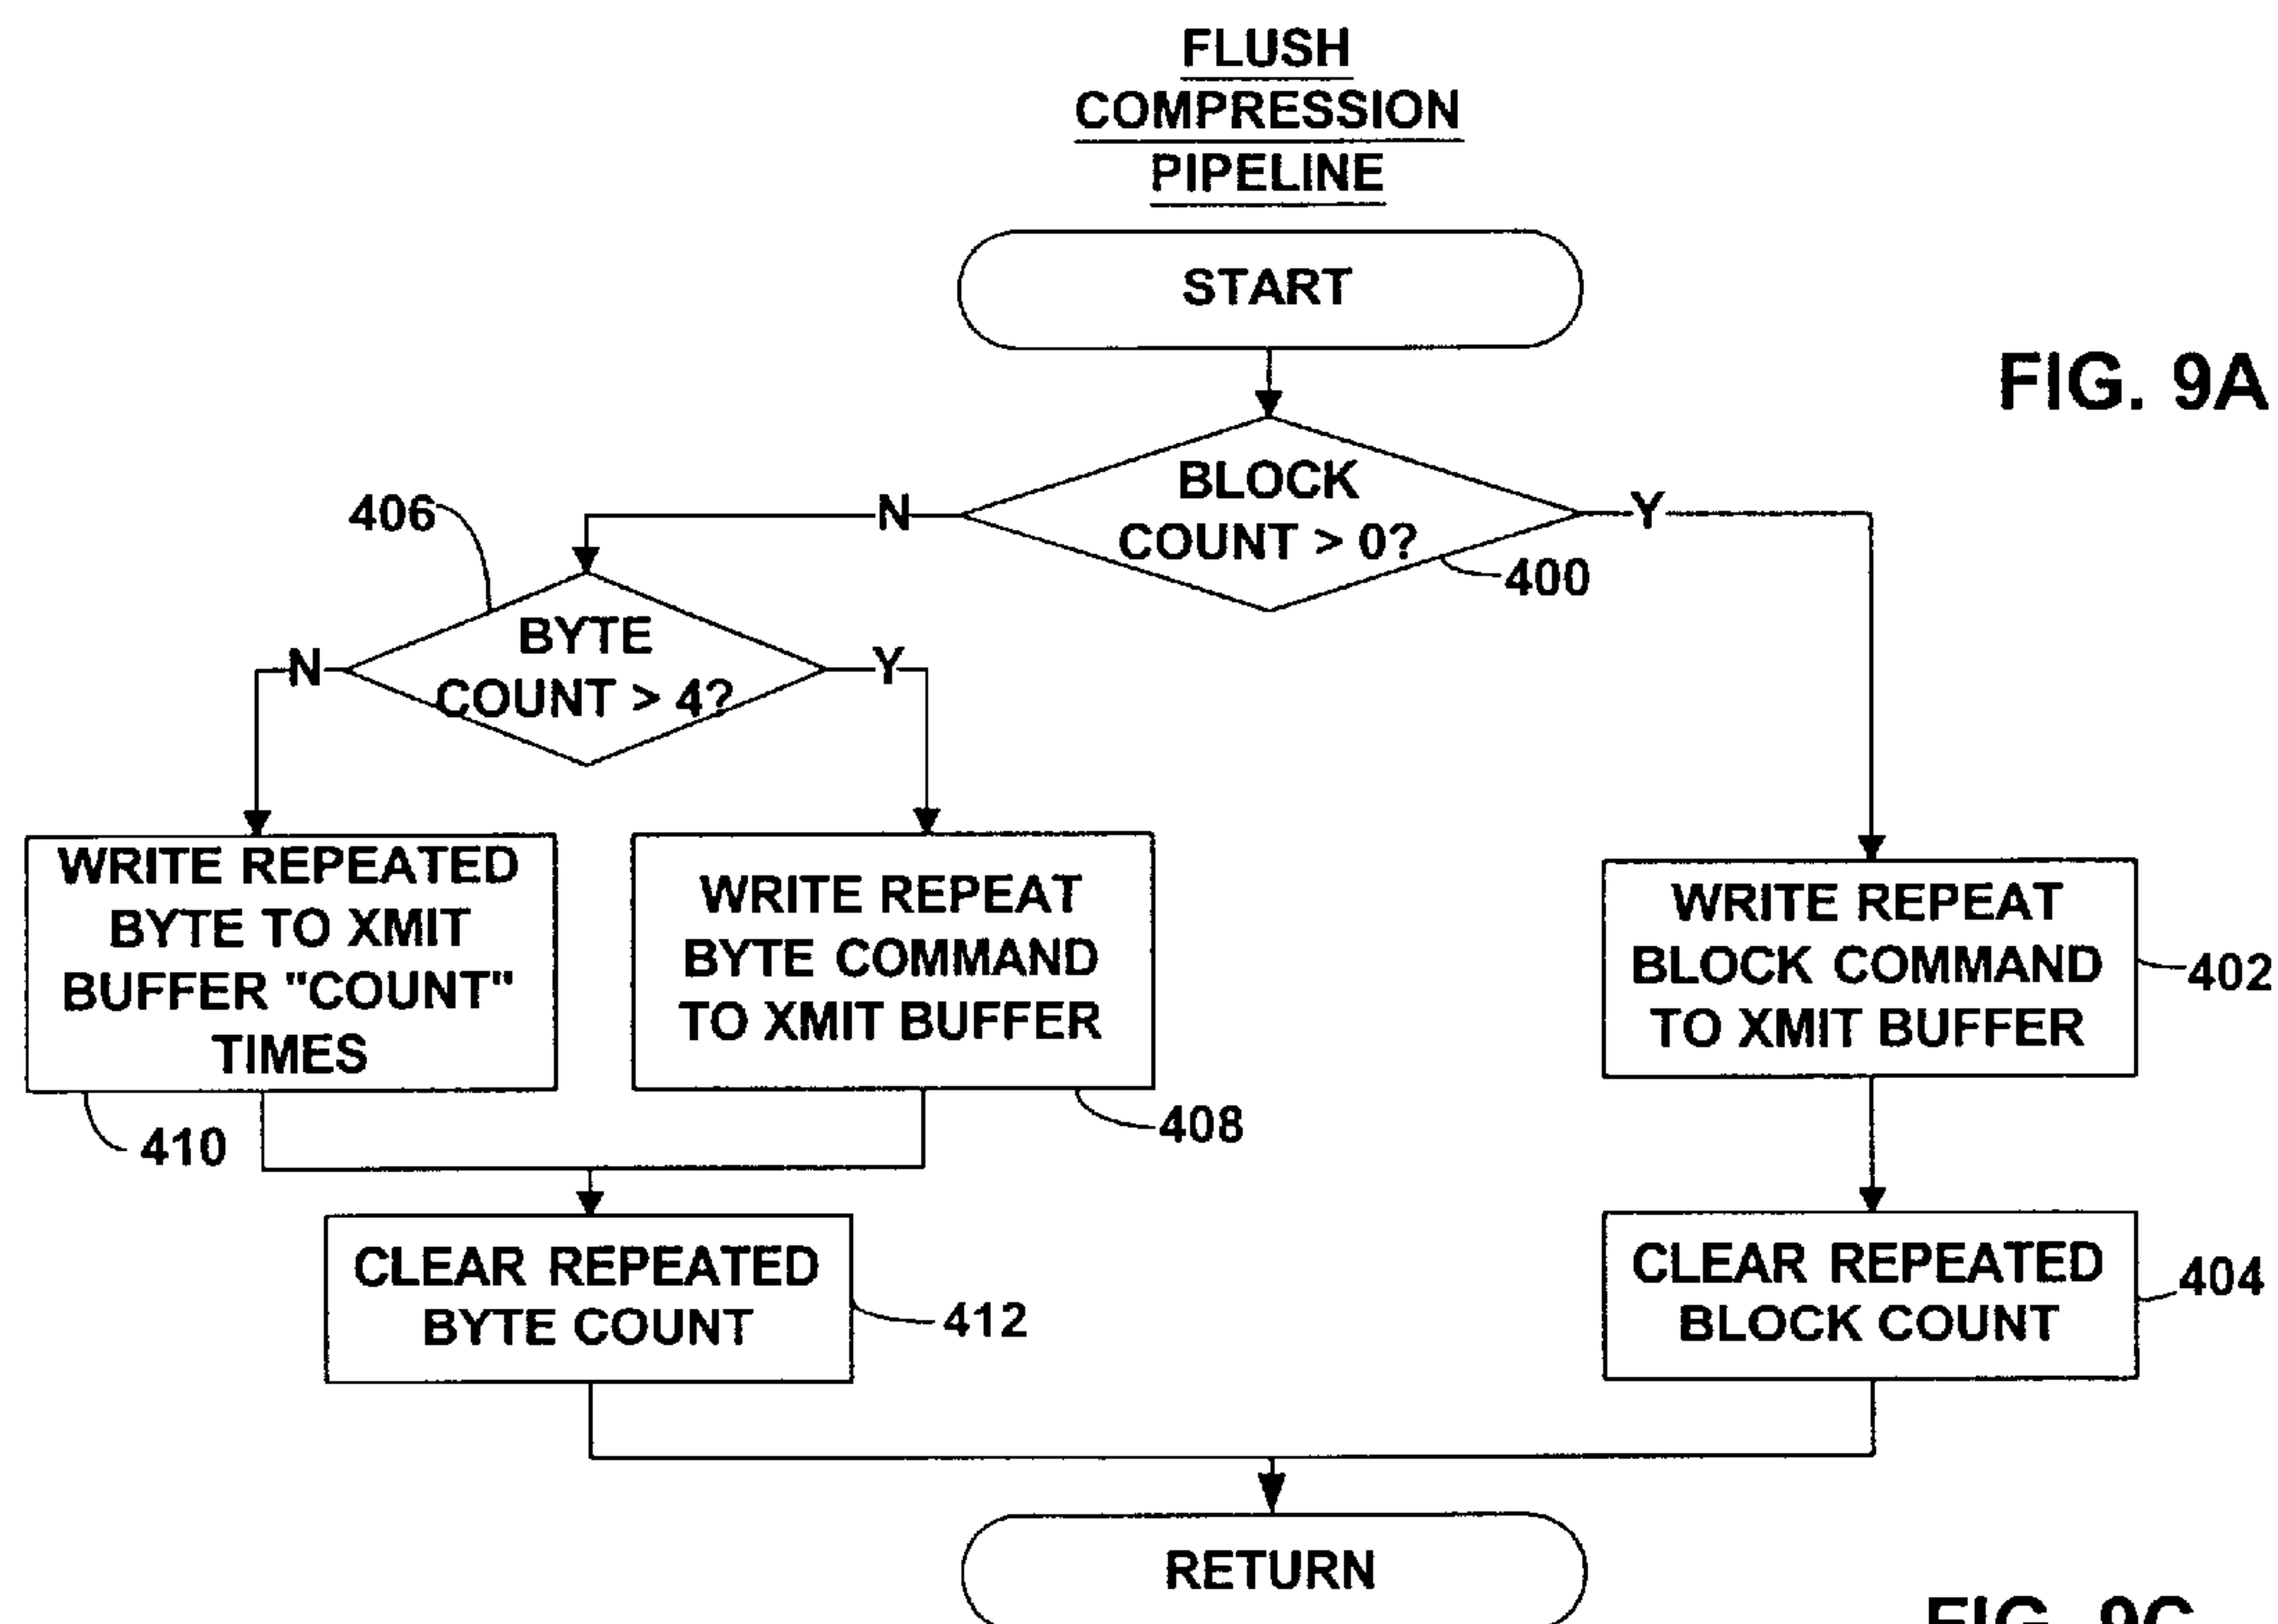 FLUSH
COMPRESSION
PIPELINE
START
FIG. 9A
BLOCK
COUNT > 0?
N
Y
400
406
BYTE
COUNT > 4?
N
Y
WRITE REPEATED
BYTE TO XMIT
BUFFER "COUNT"
TIMES
410
WRITE REPEAT
BYTE COMMAND
TO XMIT BUFFER
408
WRITE REPEAT
BLOCK COMMAND
TO XMIT BUFFER
402
CLEAR REPEATED
BYTE COUNT
412
CLEAR REPEATED
BLOCK COUNT
404
RETURN
FIG. 9C